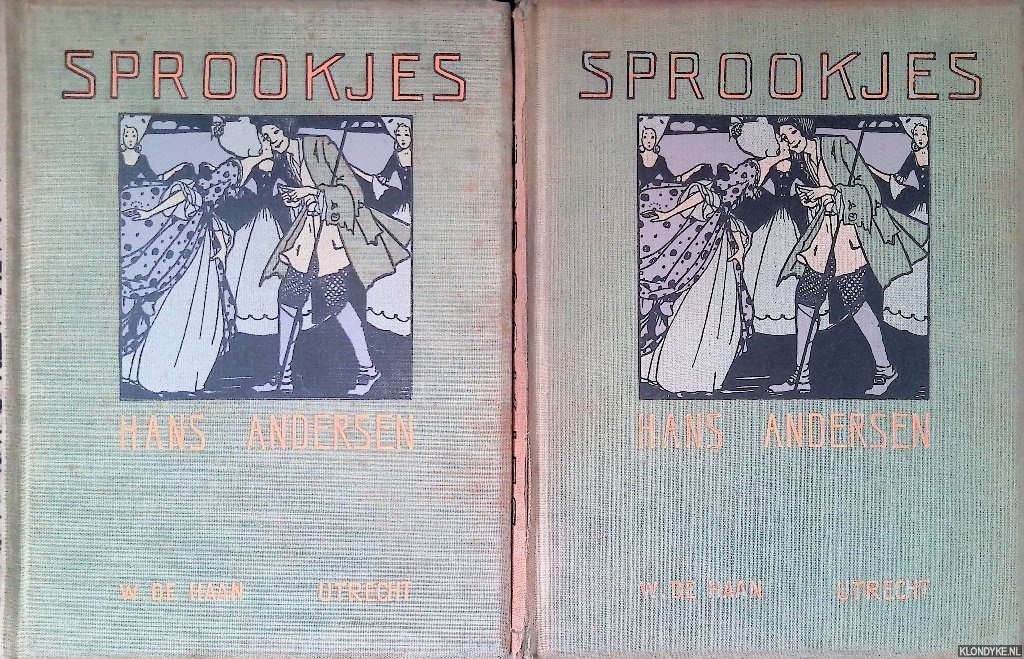 SPROOKJES
HANS ANDERSEN
W. DE HAAN UTRECHT
SPROOKJES
HANS ANDERSEN
W. DE HAAN UTRECHT
KLONDYKE.NL